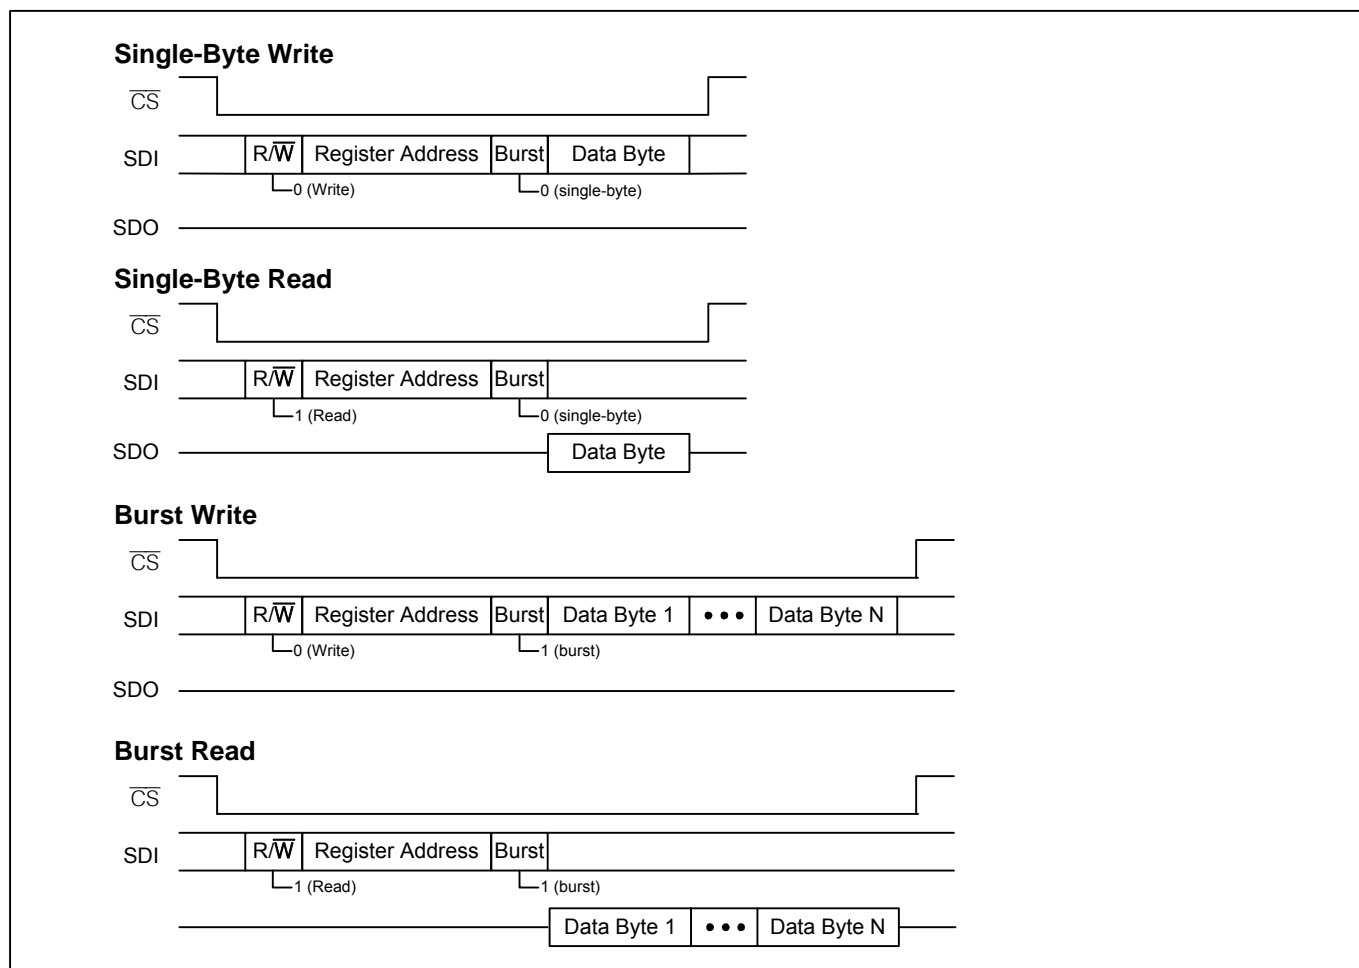 Single-Byte Write
CS
SDI R/W Register Address Burst Data Byte
0 (Write) 0 (single-byte)
SDO
Single-Byte Read
CS
SDI R/W Register Address Burst
1 (Read) 0 (single-byte)
SDO Data Byte
Burst Write
CS
SDI R/W Register Address Burst Data Byte 1 ••• Data Byte N
0 (Write) 1 (burst)
SDO
Burst Read
CS
SDI R/W Register Address Burst
1 (Read) 1 (burst)
Data Byte 1 ••• Data Byte N